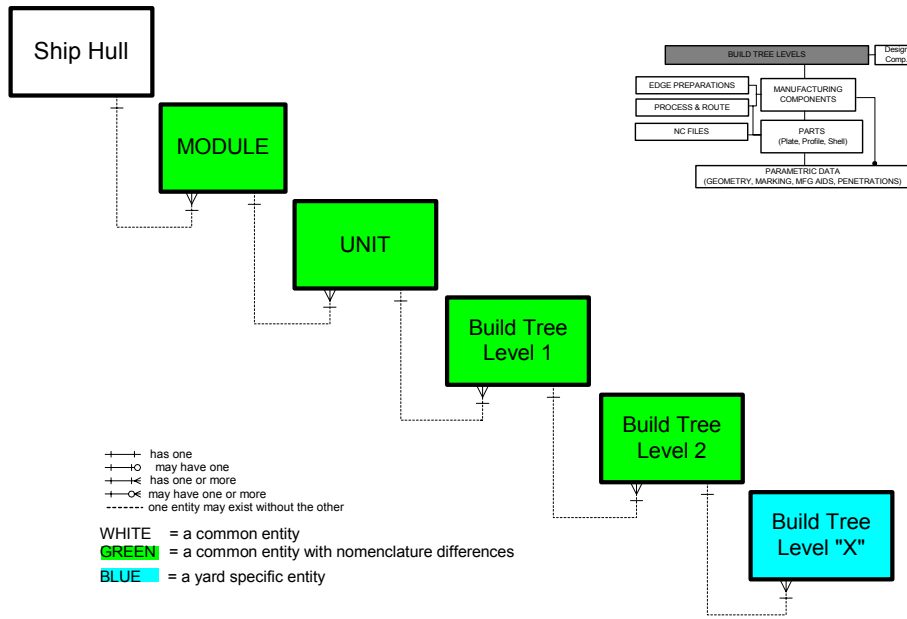 Ship Hull
MODULE
UNIT
Build Tree
Level 1
Build Tree
Level 2
Build Tree
Level "X"
BUILD TREE LEVELS
Design
Comp.
EDGE PREPARATIONS
PROCESS & ROUTE
NC FILES
MANUFACTURING
COMPONENTS
PARTS
(Plate, Profile, Shell)
PARAMETRIC DATA
(GEOMETRY, MARKING, MFG AIDS, PENETRATIONS)
has one
may have one
has one or more
may have one or more
one entity may exist without the other
WHITE = a common entity
GREEN = a common entity with nomenclature differences
BLUE = a yard specific entity